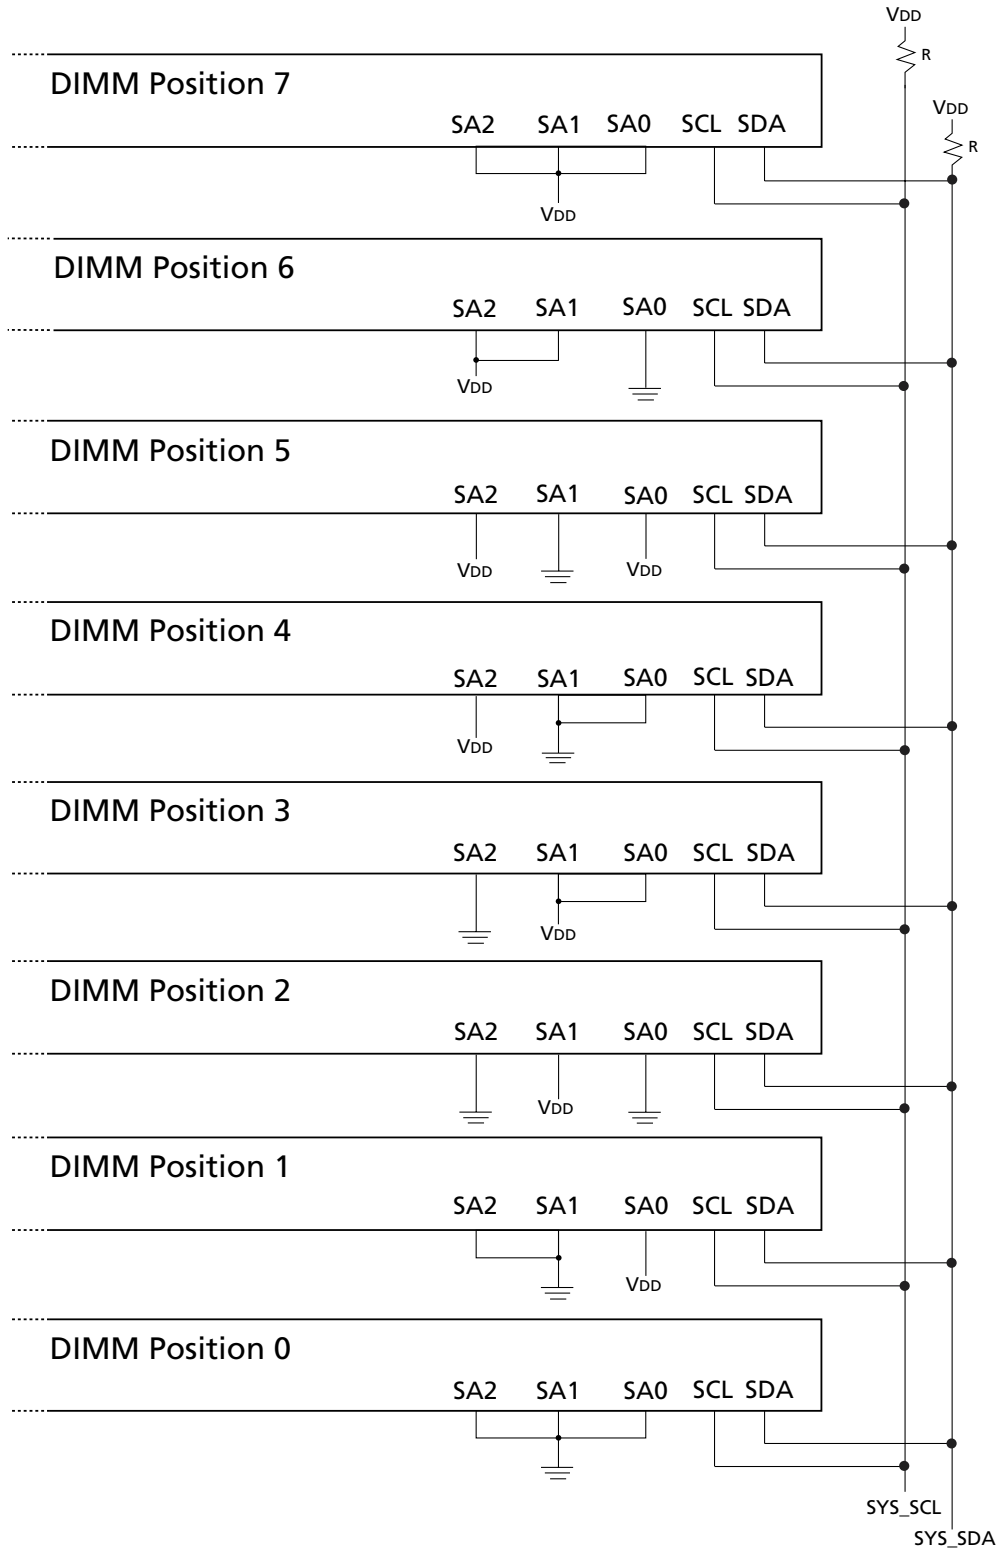 VDD
R
DIMM Position 7
VDD
SA2 SA1 SA0 SCL SDA
R
VDD
DIMM Position 6
SA2 SA1 SA0 SCL SDA
VDD
DIMM Position 5
SA2 SA1 SA0 SCL SDA
VDD VDD
DIMM Position 4
SA2 SA1 SA0 SCL SDA
VDD
DIMM Position 3
SA2 SA1 SA0 SCL SDA
VDD
DIMM Position 2
SA2 SA1 SA0 SCL SDA
VDD
DIMM Position 1
SA2 SA1 SA0 SCL SDA
VDD
DIMM Position 0
SA2 SA1 SA0 SCL SDA
SYS_SCL
SYS_SDA